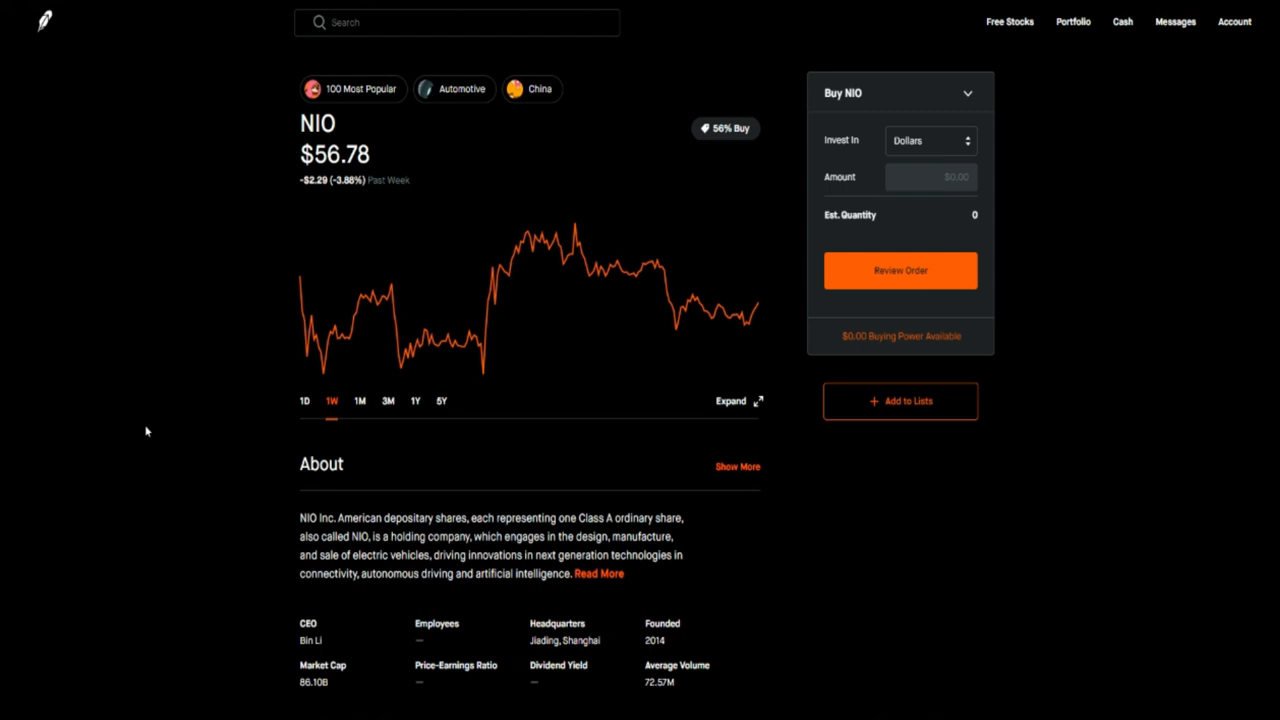 Search
Free Stocks Portfolio Cash Messages Account
100 Most Popular Automotive China
NIO
$56.78
56% Buy
-$2.29 (-3.88%) Past Week
1D 1W 1M 3M 1Y 5Y
Expand
Buy NIO
Invest In Dollars
Amount $0.00
Est. Quantity 0
Review Order
$0.00 Buying Power Available
+ Add to Lists
About
Show More
NIO Inc. American depositary shares, each representing one Class A ordinary share,
also called NIO, is a holding company, which engages in the design, manufacture,
and sale of electric vehicles, driving innovations in next generation technologies in
connectivity, autonomous driving and artificial intelligence. Read More
CEO Employees Headquarters Founded
Bin Li — Jiading, Shanghai 2014
Market Cap Price-Earnings Ratio Dividend Yield Average Volume
86.10B — — 72.57M